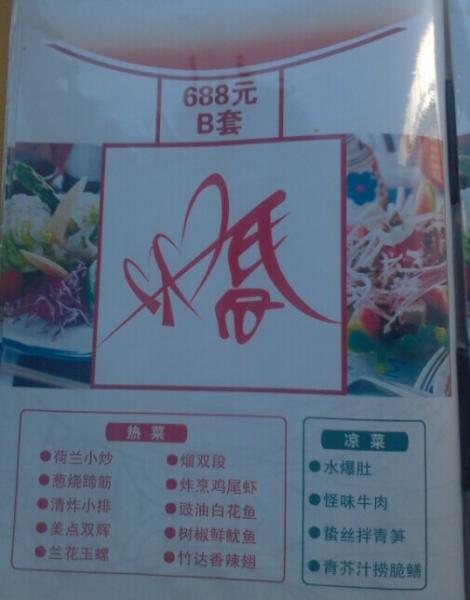 688元
B套
婚
热菜
荷兰小炒
葱烧蹄筋
清炸小排
美点双辉
兰花玉螺
熘双段
炸烹鸡尾虾
豉油白花鱼
树椒鲜鱿鱼
竹达香辣翅
凉菜
水爆肚
怪味牛肉
蛰丝拌青笋
青芥汁捞脆鳝